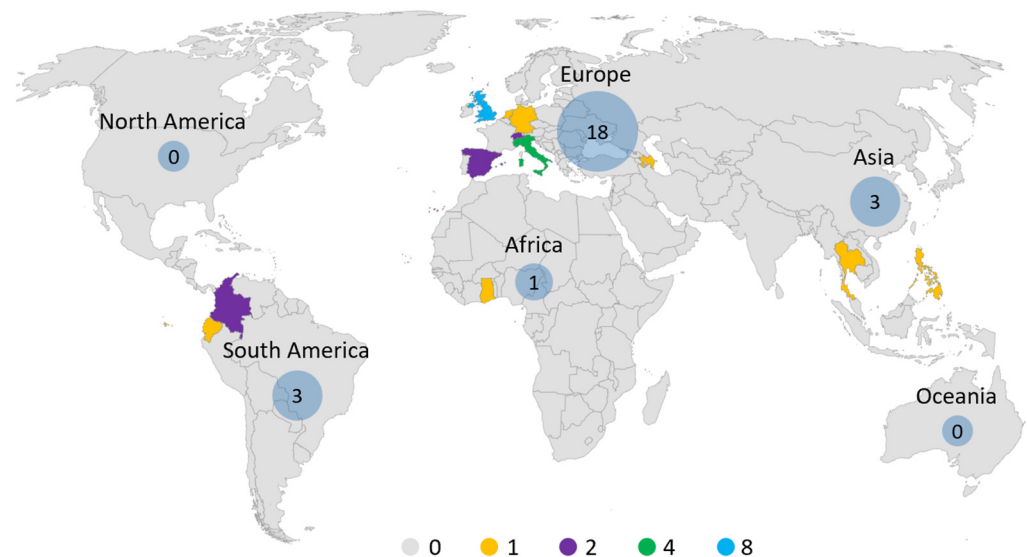 Europe
18
North America
0
Asia
3
Africa
1
South America
3
Oceania
0
0 1 2 4 8